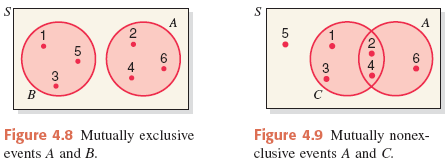 S
A
1
2
5
6
4
3
B
Figure 4.8 Mutually exclusive
events A and B.
S
A
5
1
2
4
6
3
C
Figure 4.9 Mutually nonex-
clusive events A and C.